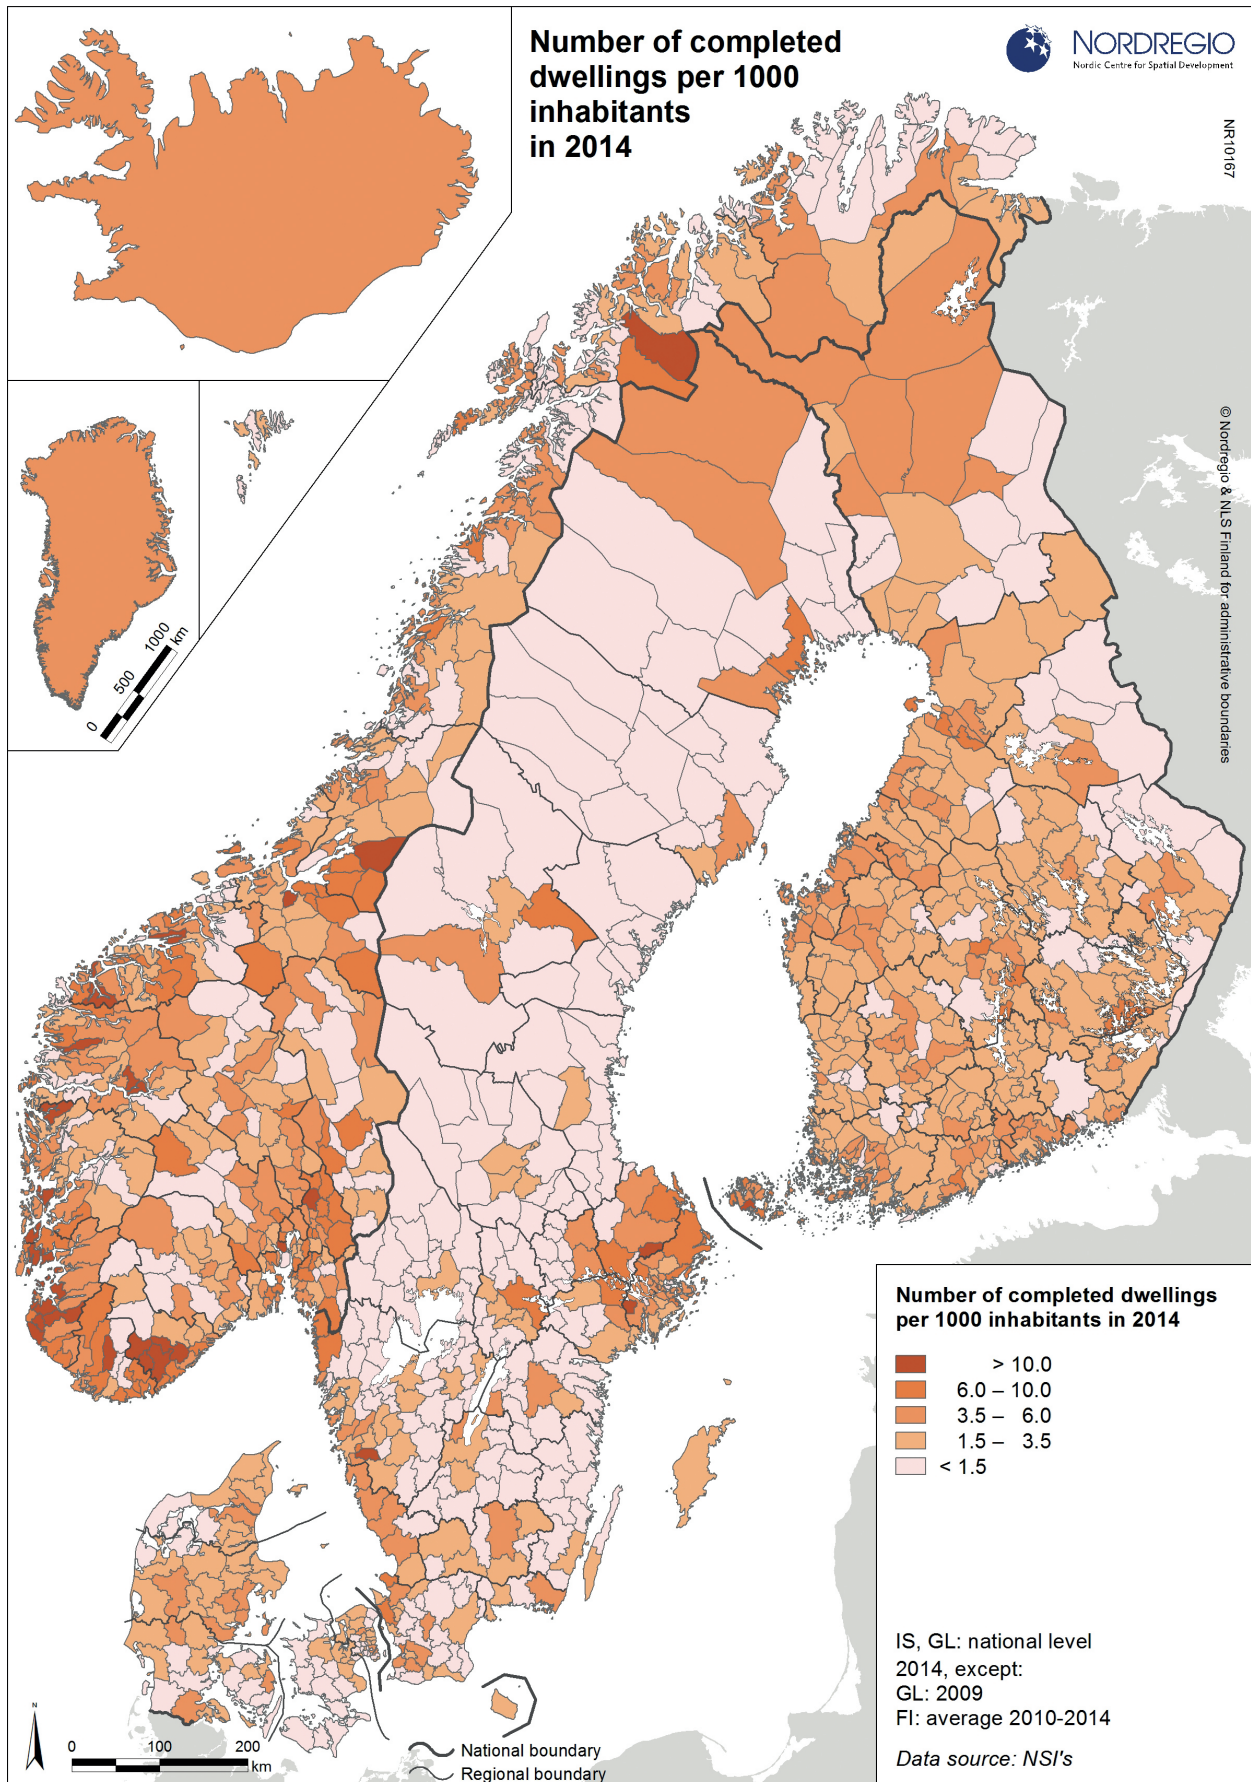 Number of completed
dwellings per 1000
inhabitants
in 2014
NORDREGIO
Nordic Centre for Spatial Development
NR10167
© Nordregio & NLS Finland for administrative boundaries
0 500 1000
km
Number of completed dwellings
per 1000 inhabitants in 2014
> 10.0
6.0 – 10.0
3.5 – 6.0
1.5 – 3.5
< 1.5
IS, GL: national level
2014, except:
GL: 2009
FI: average 2010-2014
Data source: NSI's
N
0 100 200
km
National boundary
Regional boundary